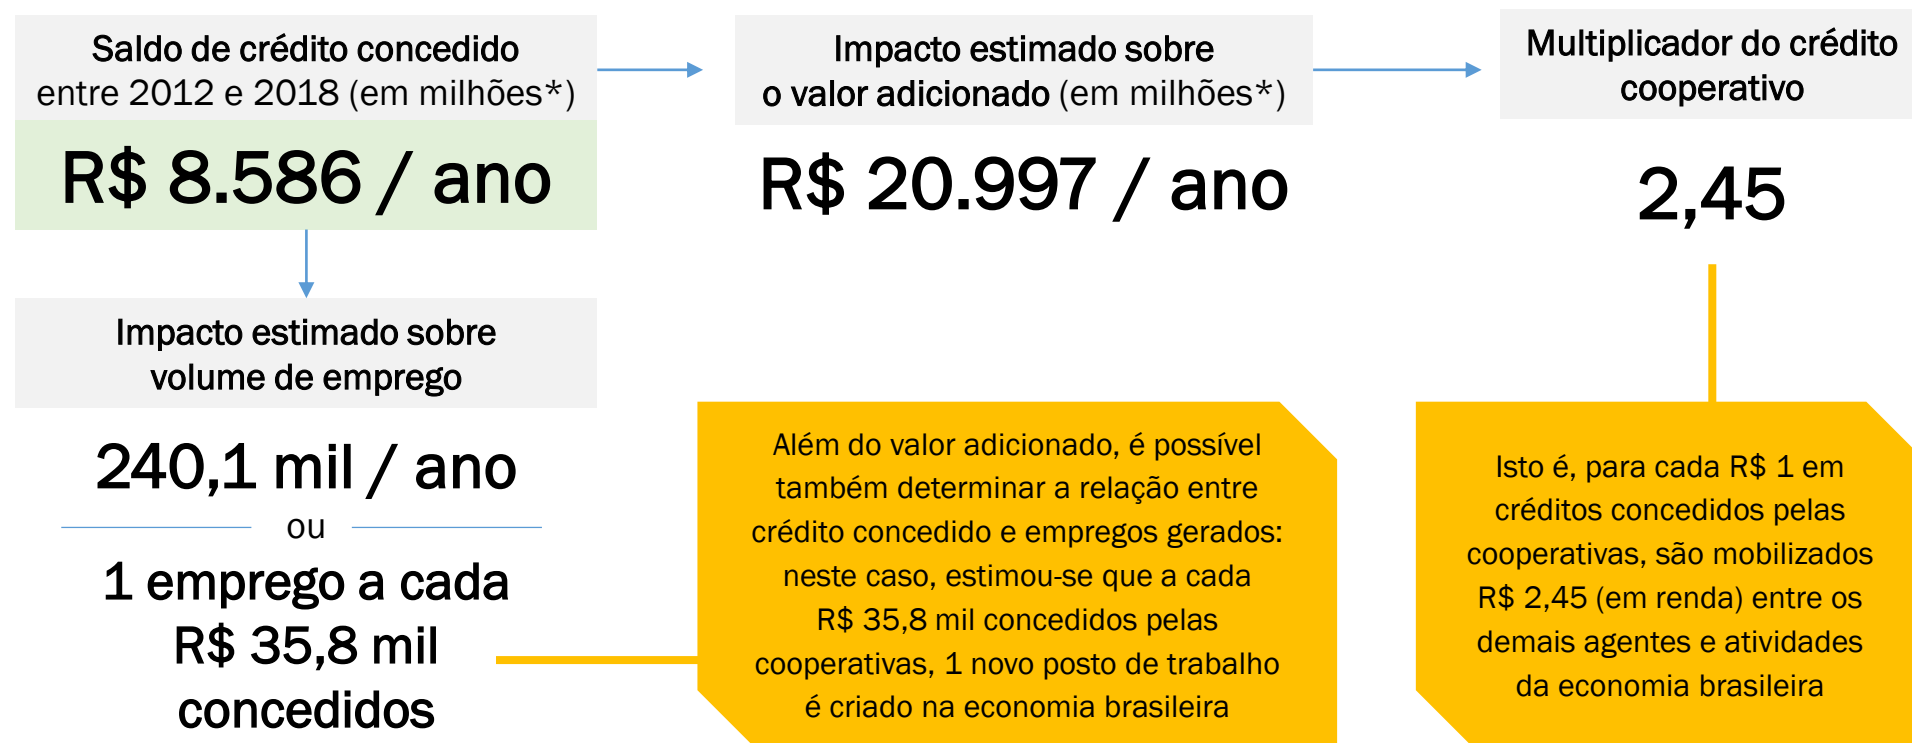 Saldo de crédito concedido
entre 2012 e 2018 (em milhões*)
R$ 8.586 / ano
Impacto estimado sobre
o valor adicionado (em milhões*)
R$ 20.997 / ano
Multiplicador do crédito
cooperativo
2,45
Impacto estimado sobre
volume de emprego
240,1 mil / ano
ou
1 emprego a cada
R$ 35,8 mil
concedidos
Além do valor adicionado, é possível
também determinar a relação entre
crédito concedido e empregos gerados:
neste caso, estimou-se que a cada
R$ 35,8 mil concedidos pelas
cooperativas, 1 novo posto de trabalho
é criado na economia brasileira
Isto é, para cada R$ 1 em
créditos concedidos pelas
cooperativas, são mobilizados
R$ 2,45 (em renda) entre os
demais agentes e atividades
da economia brasileira